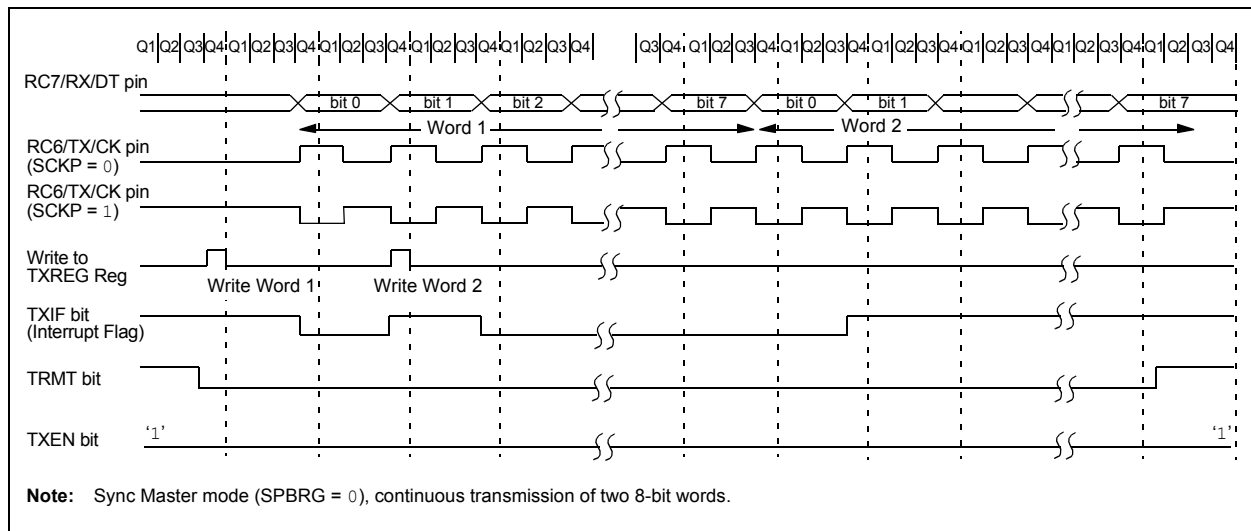 Q1 Q2 Q3 Q4 Q1 Q2 Q3 Q4 Q1 Q2 Q3 Q4 Q1 Q2 Q3 Q4 Q1 Q2 Q3 Q4 Q3 Q4 Q1 Q2 Q3 Q4 Q1 Q2 Q3 Q4 Q1 Q2 Q3 Q4 Q1 Q2 Q3 Q4 Q1 Q2 Q3 Q4 Q1 Q2 Q3 Q4
RC7/RX/DT pin
bit 0 bit 1 bit 2 bit 7 bit 0 bit 1 bit 7
Word 1 Word 2
RC6/TX/CK pin
(SCKP = 0)
RC6/TX/CK pin
(SCKP = 1)
Write to
TXREG Reg
Write Word 1 Write Word 2
TXIF bit
(Interrupt Flag)
TRMT bit
TXEN bit
‘1’ ‘1’
Note: Sync Master mode (SPBRG = 0), continuous transmission of two 8-bit words.